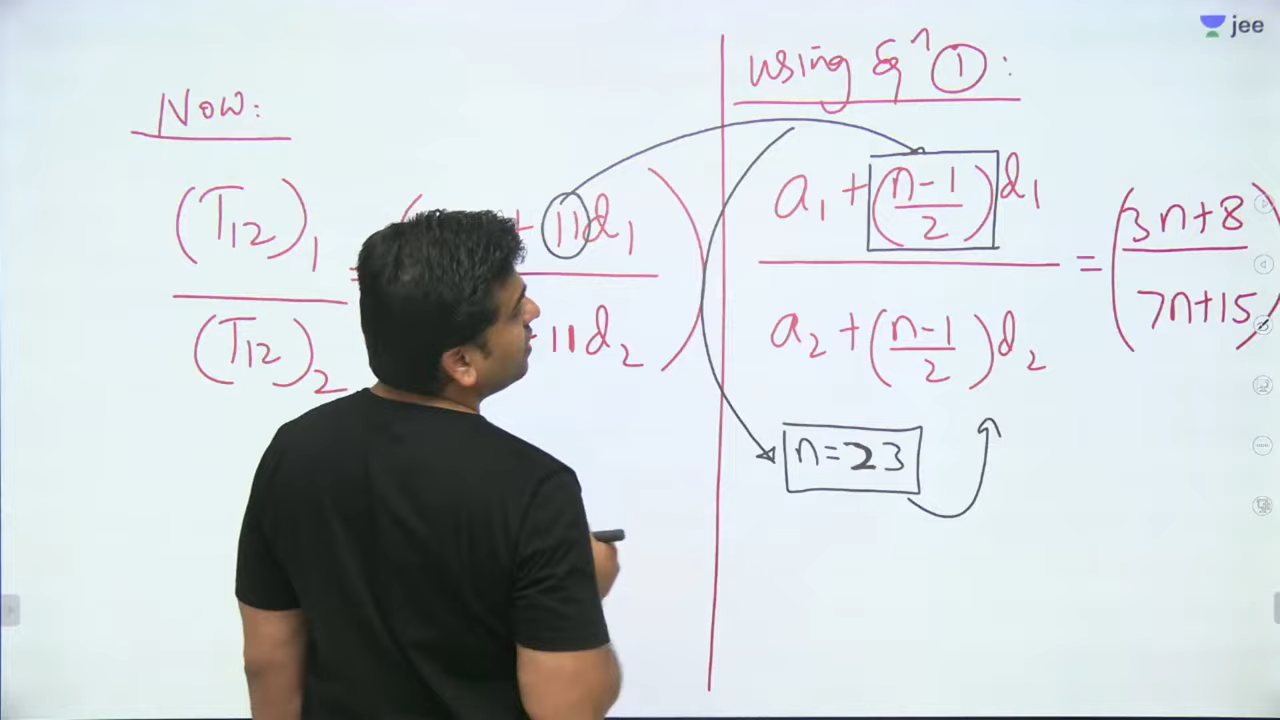 jee
Now:
(T12)1 / (T12)2 = ( + 11d1 / 11d2 )
using Eqⁿ ① :
a1 + (n-1 / 2) d1 / a2 + (n-1 / 2) d2 = (3n+8 / 7n+15)
n=23